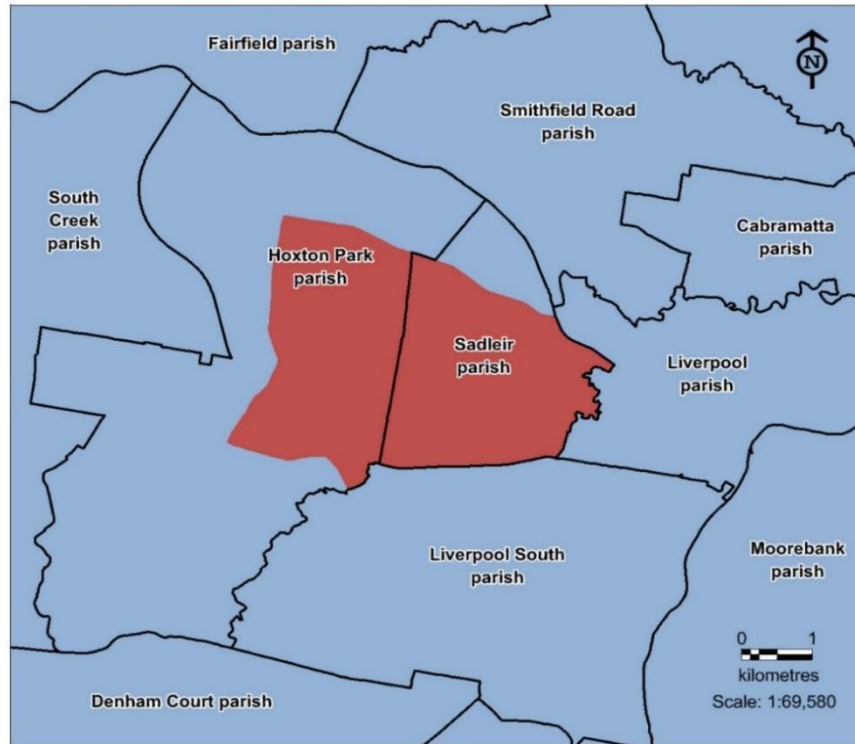 Fairfield parish
N
Smithfield Road
parish
South
Creek
parish
Cabramatta
parish
Hoxton Park
parish
Sadleir
parish
Liverpool
parish
Liverpool South
parish
Moorebank
parish
0 1
kilometres
Scale: 1:69,580
Denham Court parish